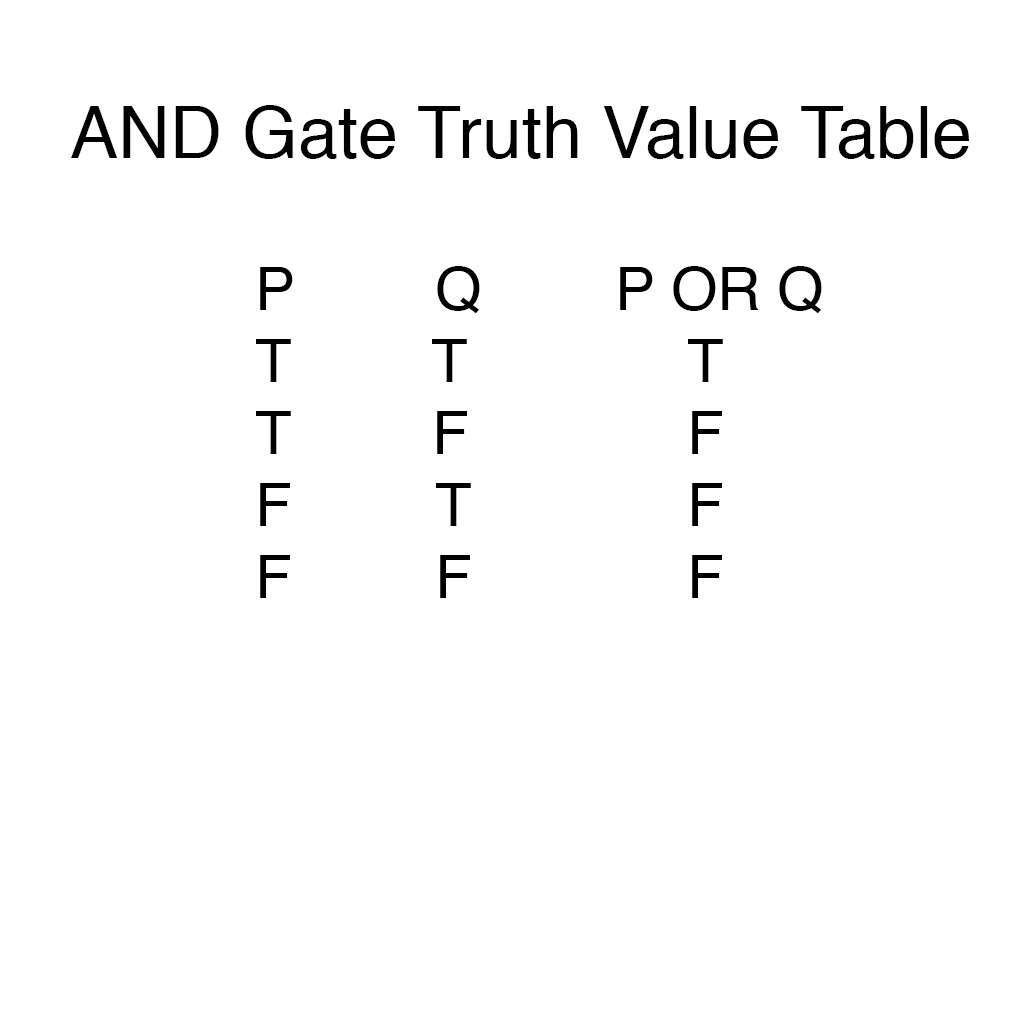 AND Gate Truth Value Table
P Q P OR Q
T T T
T F F
F T F
F F F